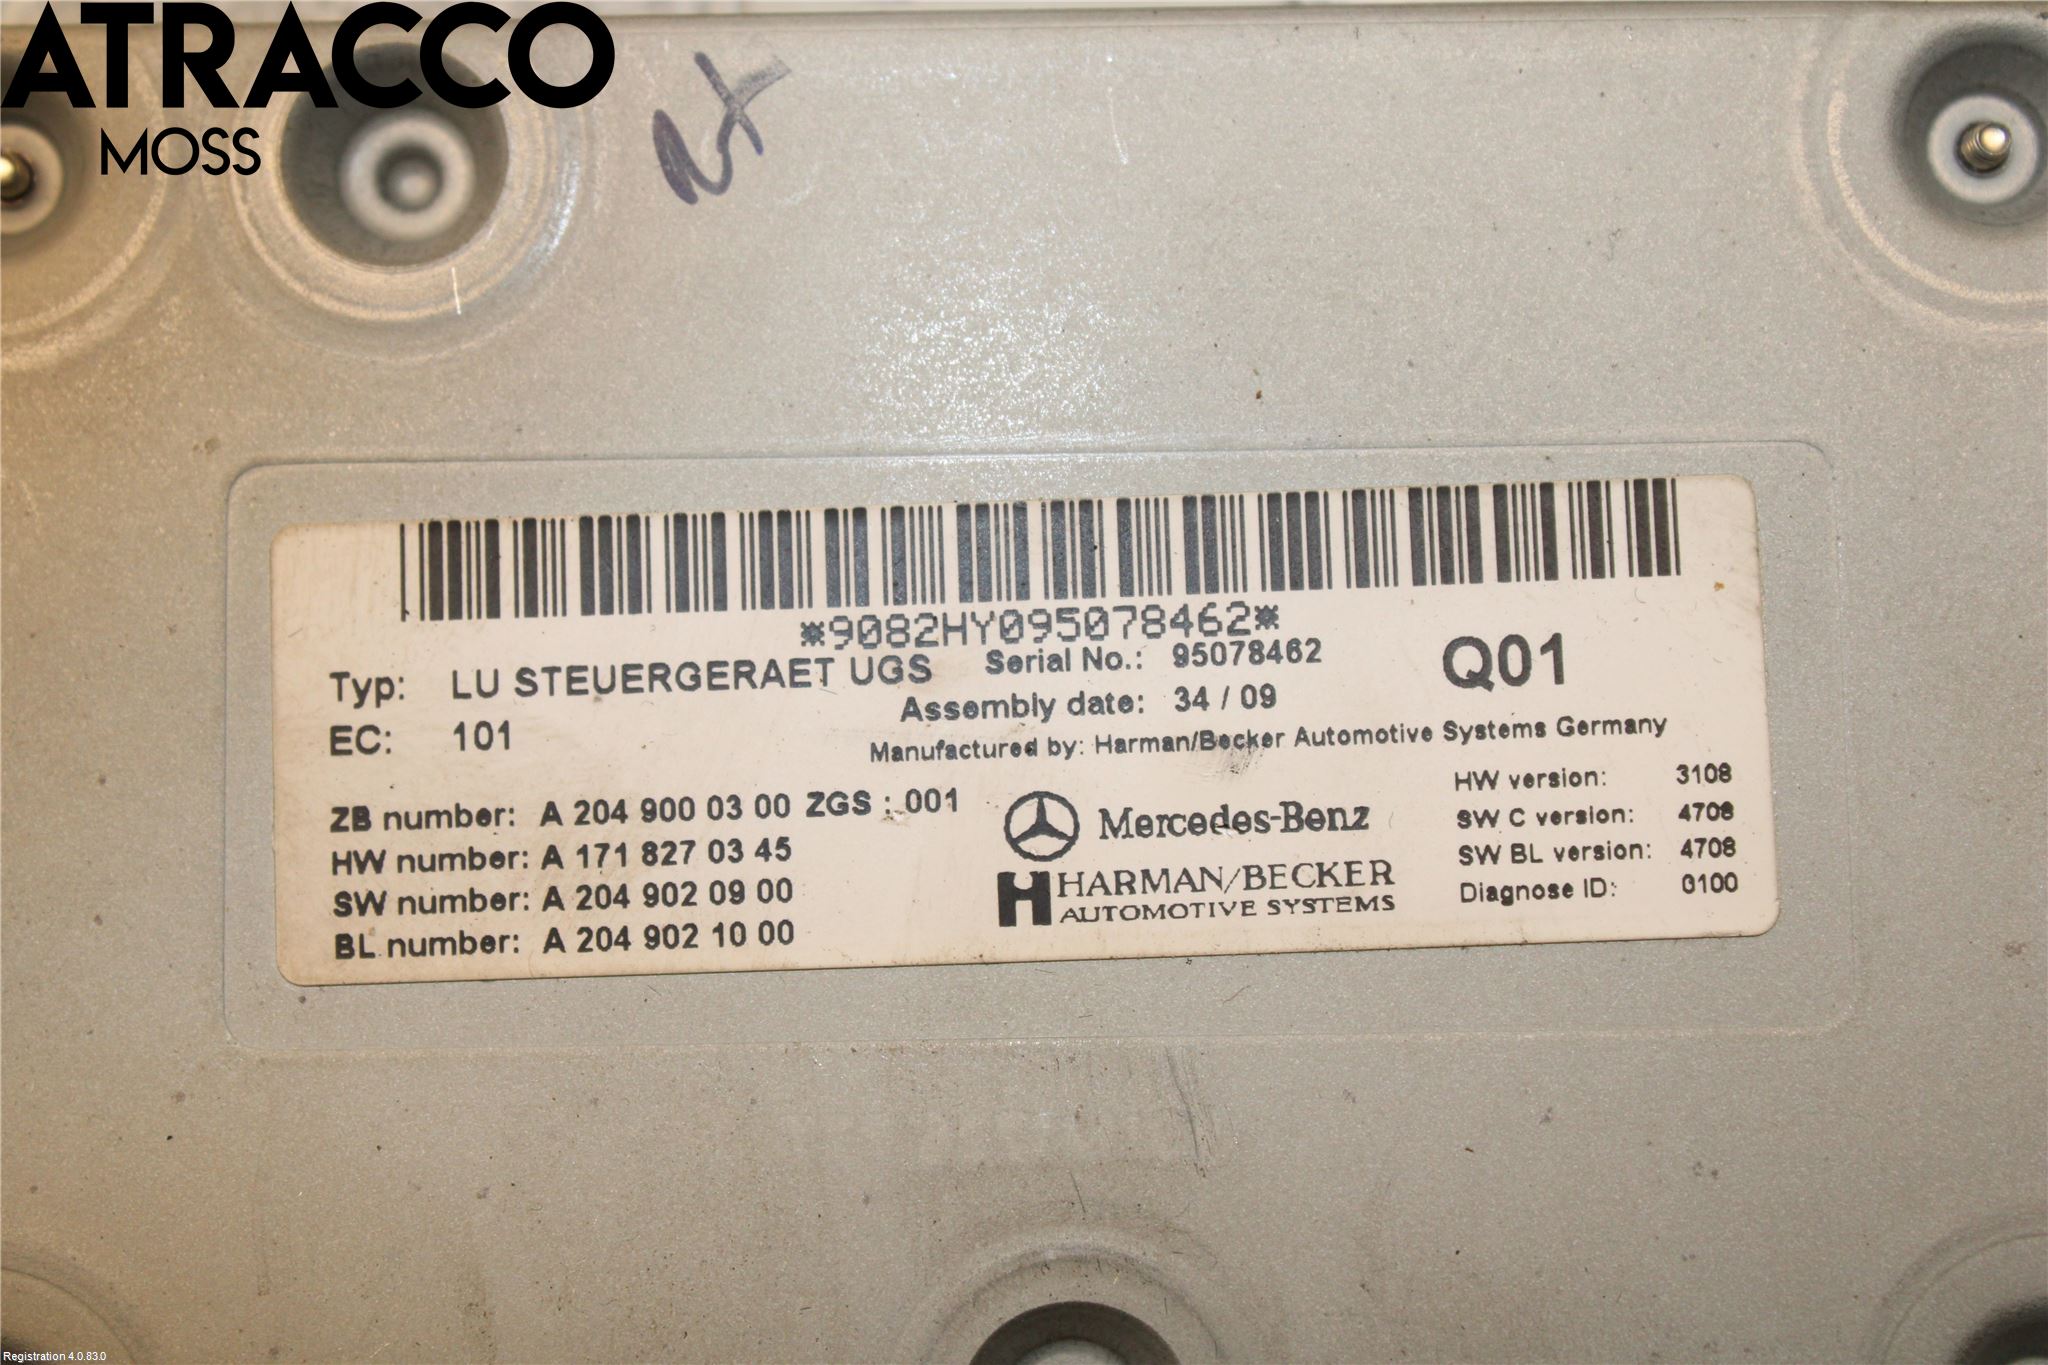 ATRACCO
MOSS
*9082HY095078462*
Typ: LU STEUERGERAET UGS Serial No.: 95078462 Q01
EC: 101 Assembly date: 34 / 09
Manufactured by: Harman/Becker Automotive Systems Germany
ZB number: A 204 900 03 00 ZGS : 001
HW number: A 171 827 03 45
SW number: A 204 902 09 00
BL number: A 204 902 10 00
Mercedes-Benz
HARMAN/BECKER
AUTOMOTIVE SYSTEMS
HW version: 3108
SW C version: 4708
SW BL version: 4708
Diagnose ID: 0100
Registration 4.0.83.0